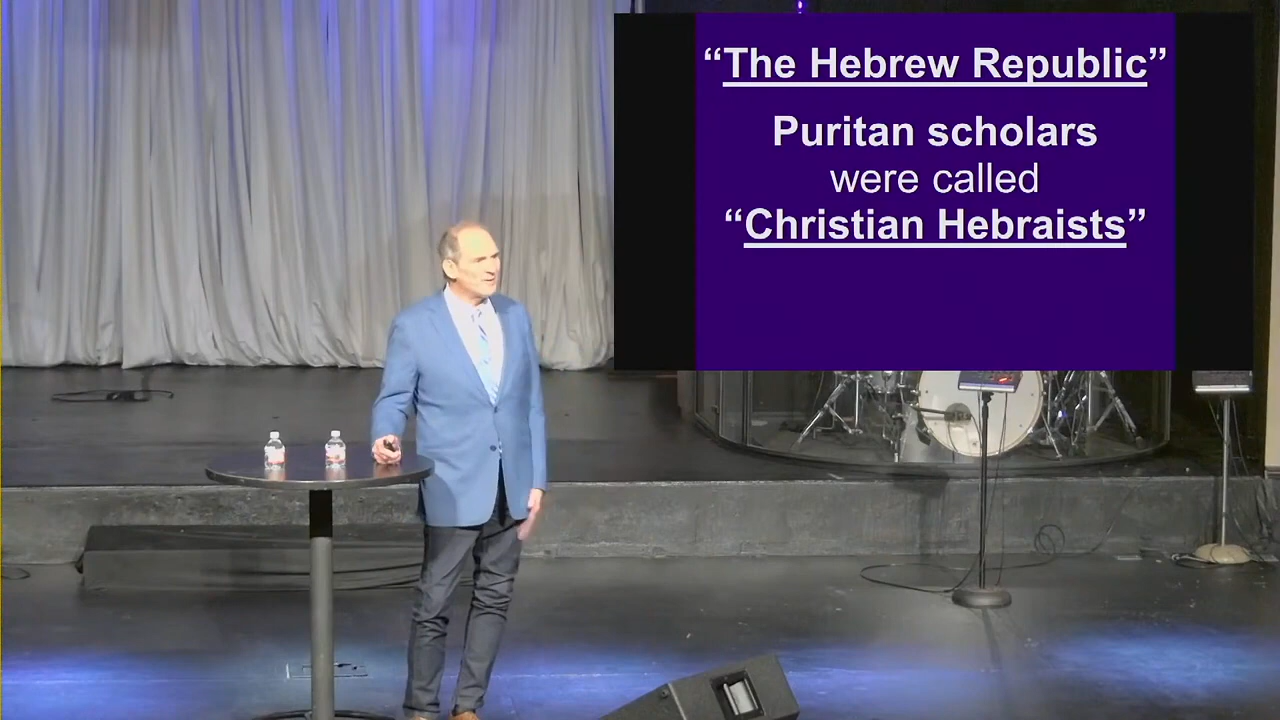 “The Hebrew Republic”
Puritan scholars
were called
“Christian Hebraists”